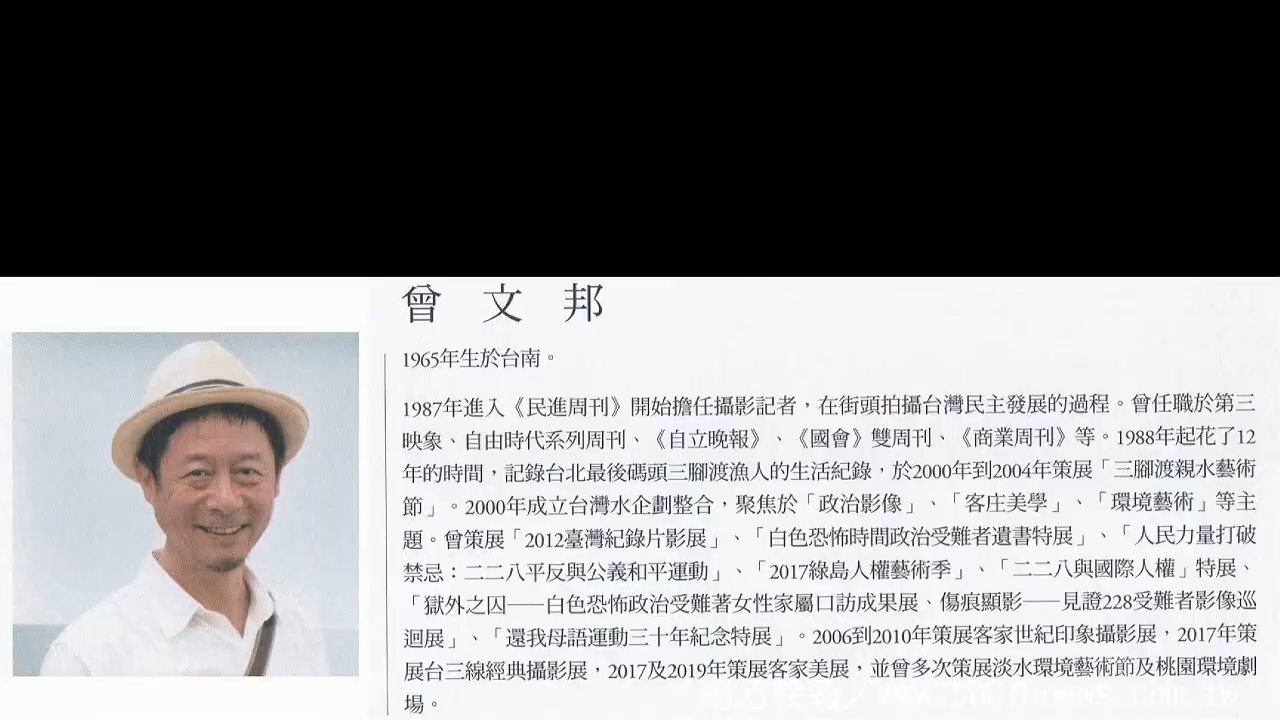 曾文邦
1965年生於台南。
1987年進入《民進周刊》開始擔任攝影記者，在街頭拍攝台灣民主發展的過程。曾任職於第三
映象、自由時代系列周刊、《自立晚報》、《國會》雙周刊、《商業周刊》等。1988年起花了12
年的時間，記錄台北最後碼頭三腳渡漁人的生活紀錄，於2000年到2004年策展「三腳渡親水藝術
節」。2000年成立台灣水企劃整合，聚焦於「政治影像」、「客庄美學」、「環境藝術」等主
題。曾策展「2012臺灣紀錄片影展」、「白色恐怖時間政治受難者遺書特展」、「人民力量打破
禁忌：二二八平反與公義和平運動」、「2017綠島人權藝術季」、「二二八與國際人權」特展、
「獄外之囚──白色恐怖政治受難著女性家屬口訪成果展、傷痕顯影──見證228受難者影像巡
迴展」、「還我母語運動三十年紀念特展」。2006到2010年策展客家世紀印象攝影展，2017年策
展台三線經典攝影展，2017及2019年策展客家美展，並曾多次策展淡水環境藝術節及桃園環境劇
場。